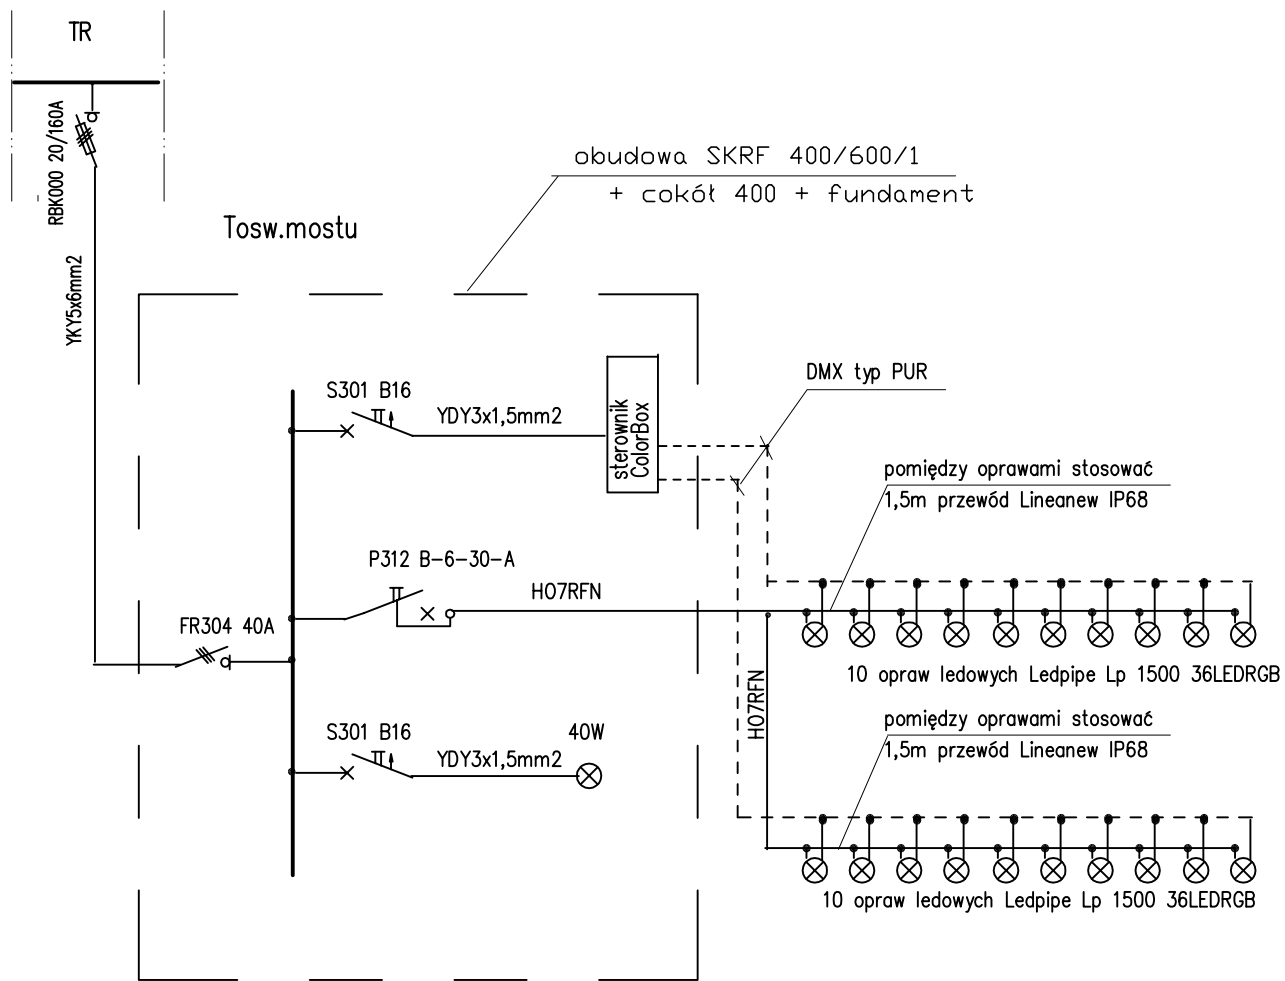 TR
RBK000 20/160A
obudowa SKRF 400/600/1
+ cokół 400 + fundament
Tosw.mostu
YKY5x6mm2
DMX typ PUR
S301 B16
YDY3x1,5mm2
sterownik
ColorBox
pomiędzy oprawami stosować
1,5m przewód Lineanew IP68
P312 B-6-30-A
H07RFN
FR304 40A
10 opraw ledowych Ledpipe Lp 1500 36LEDRGB
H07RFN
pomiędzy oprawami stosować
1,5m przewód Lineanew IP68
S301 B16
YDY3x1,5mm2
40W
10 opraw ledowych Ledpipe Lp 1500 36LEDRGB